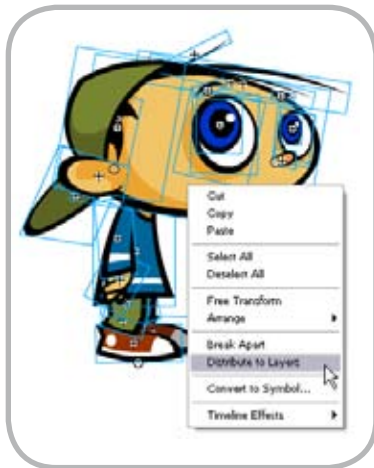 Cut
Copy
Paste
Select All
Deselect All
Free Transform
Arrange
Break Apart
Distribute to Layers
Convert to Symbol...
Timeline Effects